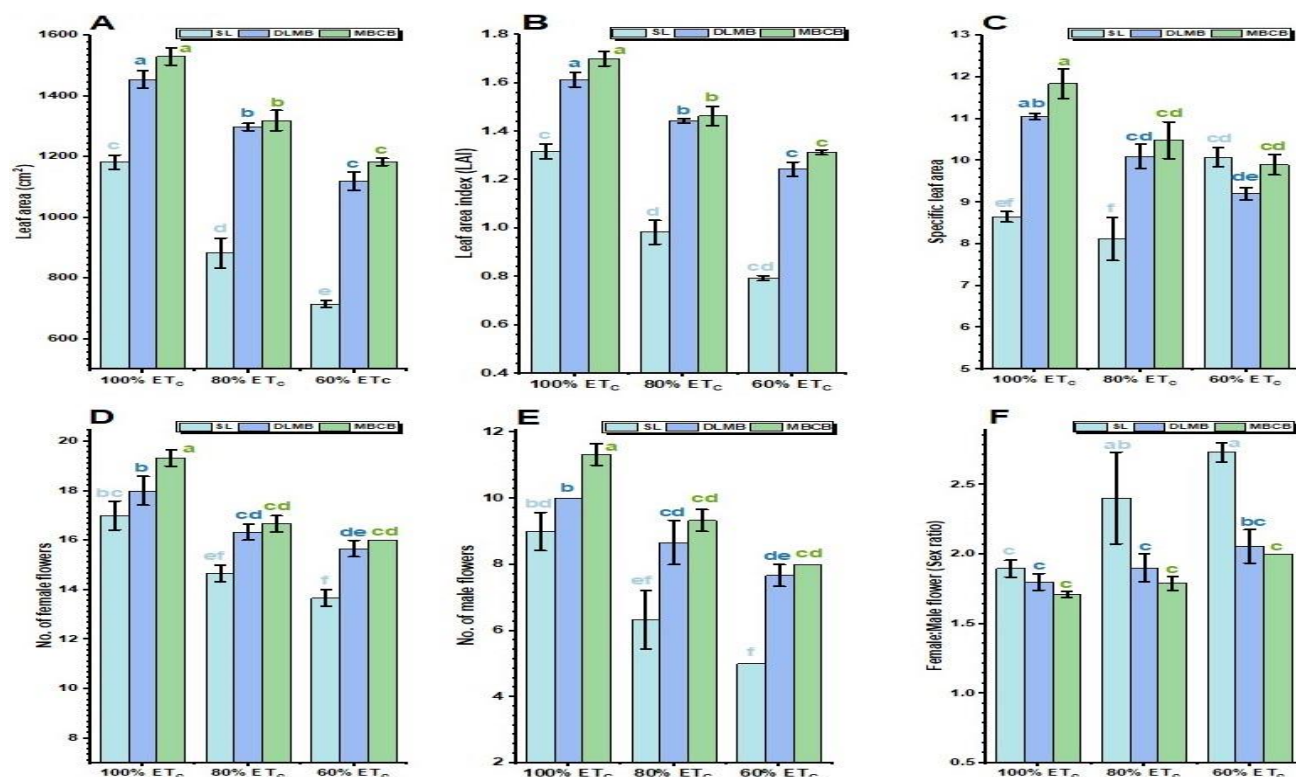 A
SL DLMB MBCB
Leaf area (cm²)
1600
1400
1200
1000
800
600
c a a
d b b
e c c
100% ETC 80% ETC 60% ETc
B
SL DLMB MBCB
Leaf area index (LAI)
1.8
1.6
1.4
1.2
1.0
0.8
0.6
0.4
c a a
d b b
cd c c
100% ETC 80% ETC 60% ETC
C
SL DLMB MBCB
Specific leaf area
13
12
11
10
9
8
7
6
5
ef ab a
f cd cd
cd de cd
100% ETC 80% ETC 60% ETC
D
SL DLMB MBCB
No. of female flowers
20
18
16
14
12
10
8
bc b a
ef cd cd
f de cd
100% ETC 80% ETC 60% ETC
E
SL DLMB MBCB
No. of male flowers
12
10
8
6
4
2
bd b a
ef cd cd
f de cd
100% ETC 80% ETC 60% ETC
F
SL DLMB MBCB
Female:Male flower (Sex ratio)
2.5
2.0
1.5
1.0
0.5
c c c
ab c c
a bc c
100% ETC 80% ETC 60% ETC